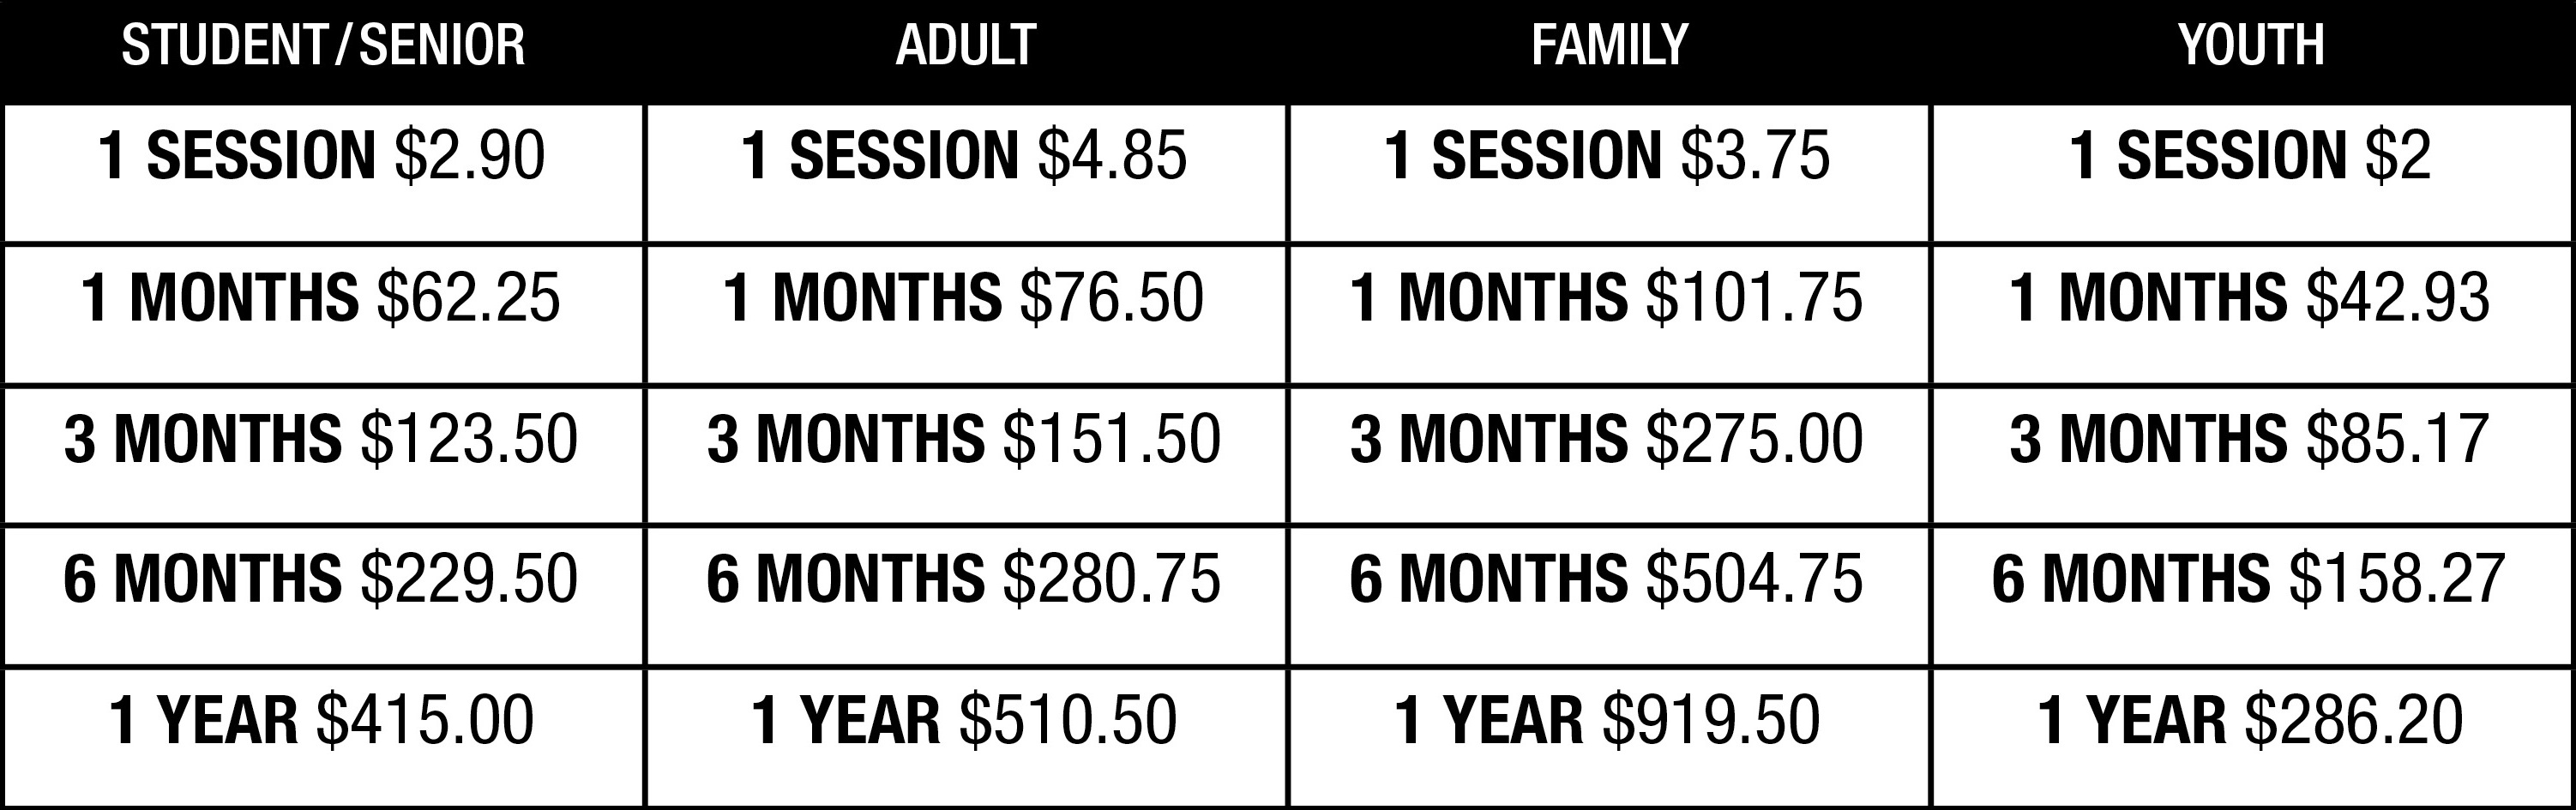 STUDENT/SENIOR ADULT FAMILY YOUTH
1 SESSION $2.90 1 SESSION $4.85 1 SESSION $3.75 1 SESSION $2
1 MONTHS $62.25 1 MONTHS $76.50 1 MONTHS $101.75 1 MONTHS $42.93
3 MONTHS $123.50 3 MONTHS $151.50 3 MONTHS $275.00 3 MONTHS $85.17
6 MONTHS $229.50 6 MONTHS $280.75 6 MONTHS $504.75 6 MONTHS $158.27
1 YEAR $415.00 1 YEAR $510.50 1 YEAR $919.50 1 YEAR $286.20